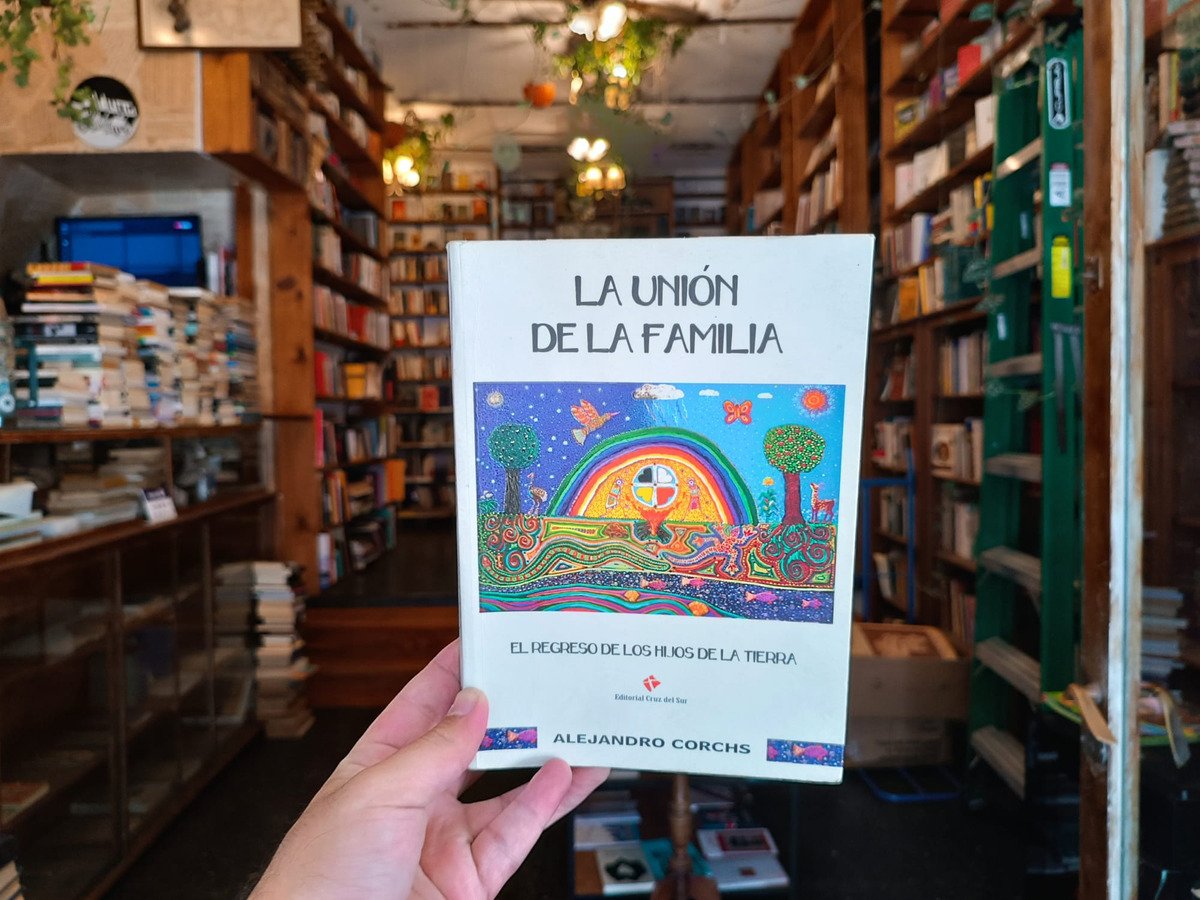 LA UNIÓN
DE LA FAMILIA
EL REGRESO DE LOS HIJOS DE LA TIERRA
Editorial Cruz del Sur
ALEJANDRO CORCHS